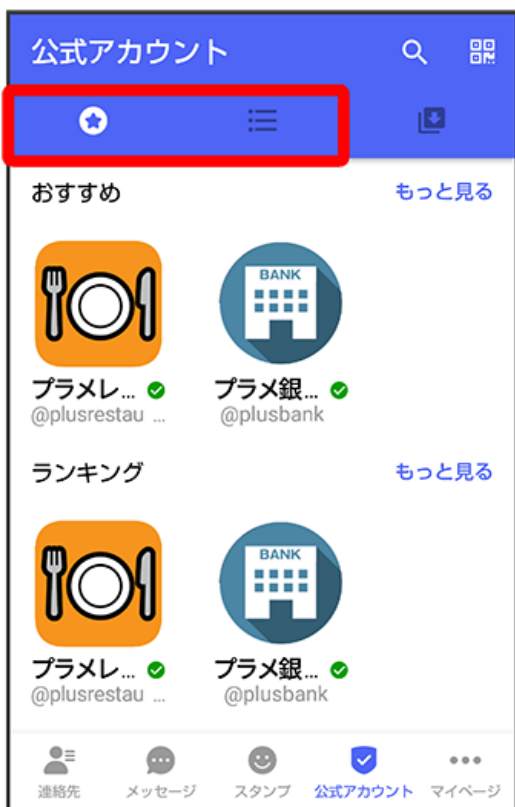 公式アカウント
おすすめ もっと見る
BANK
プラメレ... プラメ銀...
@plusrestau ... @plusbank
ランキング もっと見る
BANK
プラメレ... プラメ銀...
@plusrestau ... @plusbank
連絡先 メッセージ スタンプ 公式アカウント マイページ